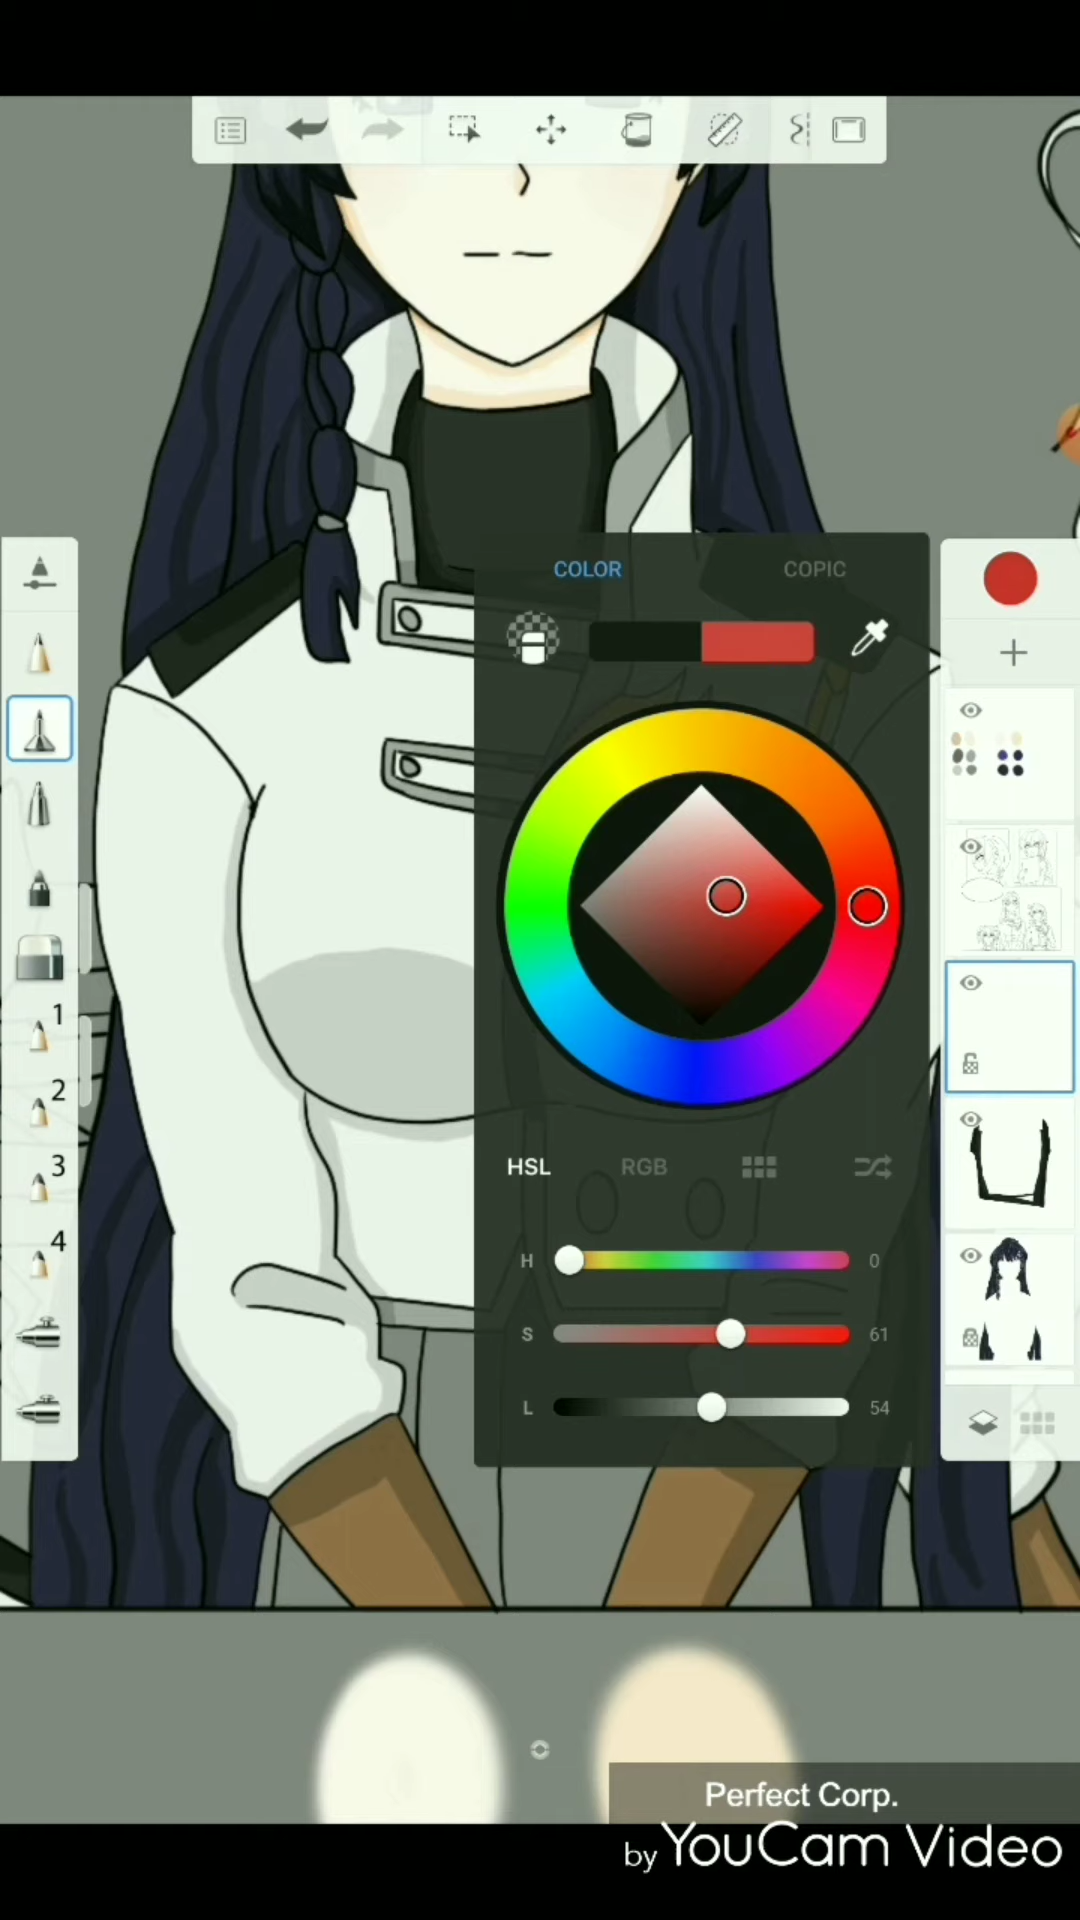 COLOR COPIC
1
2
3
4
HSL RGB
H 0
S 61
L 54
Perfect Corp.
by YouCam Video